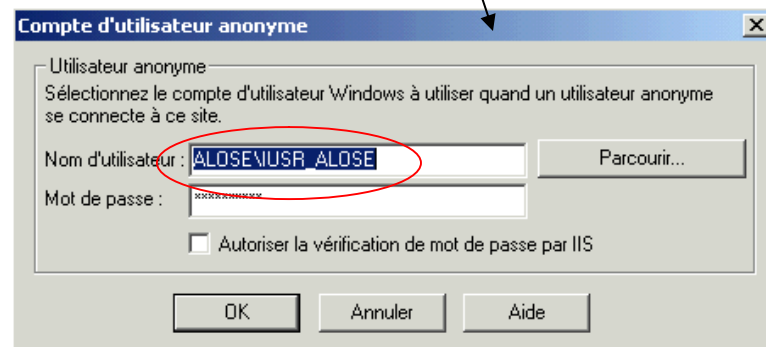 Compte d'utilisateur anonyme
Utilisateur anonyme
Sélectionnez le compte d'utilisateur Windows à utiliser quand un utilisateur anonyme
se connecte à ce site.
Nom d'utilisateur : ALOSE\IUSR_ALOSE Parcourir...
Mot de passe : **********
Autoriser la vérification de mot de passe par IIS
OK Annuler Aide